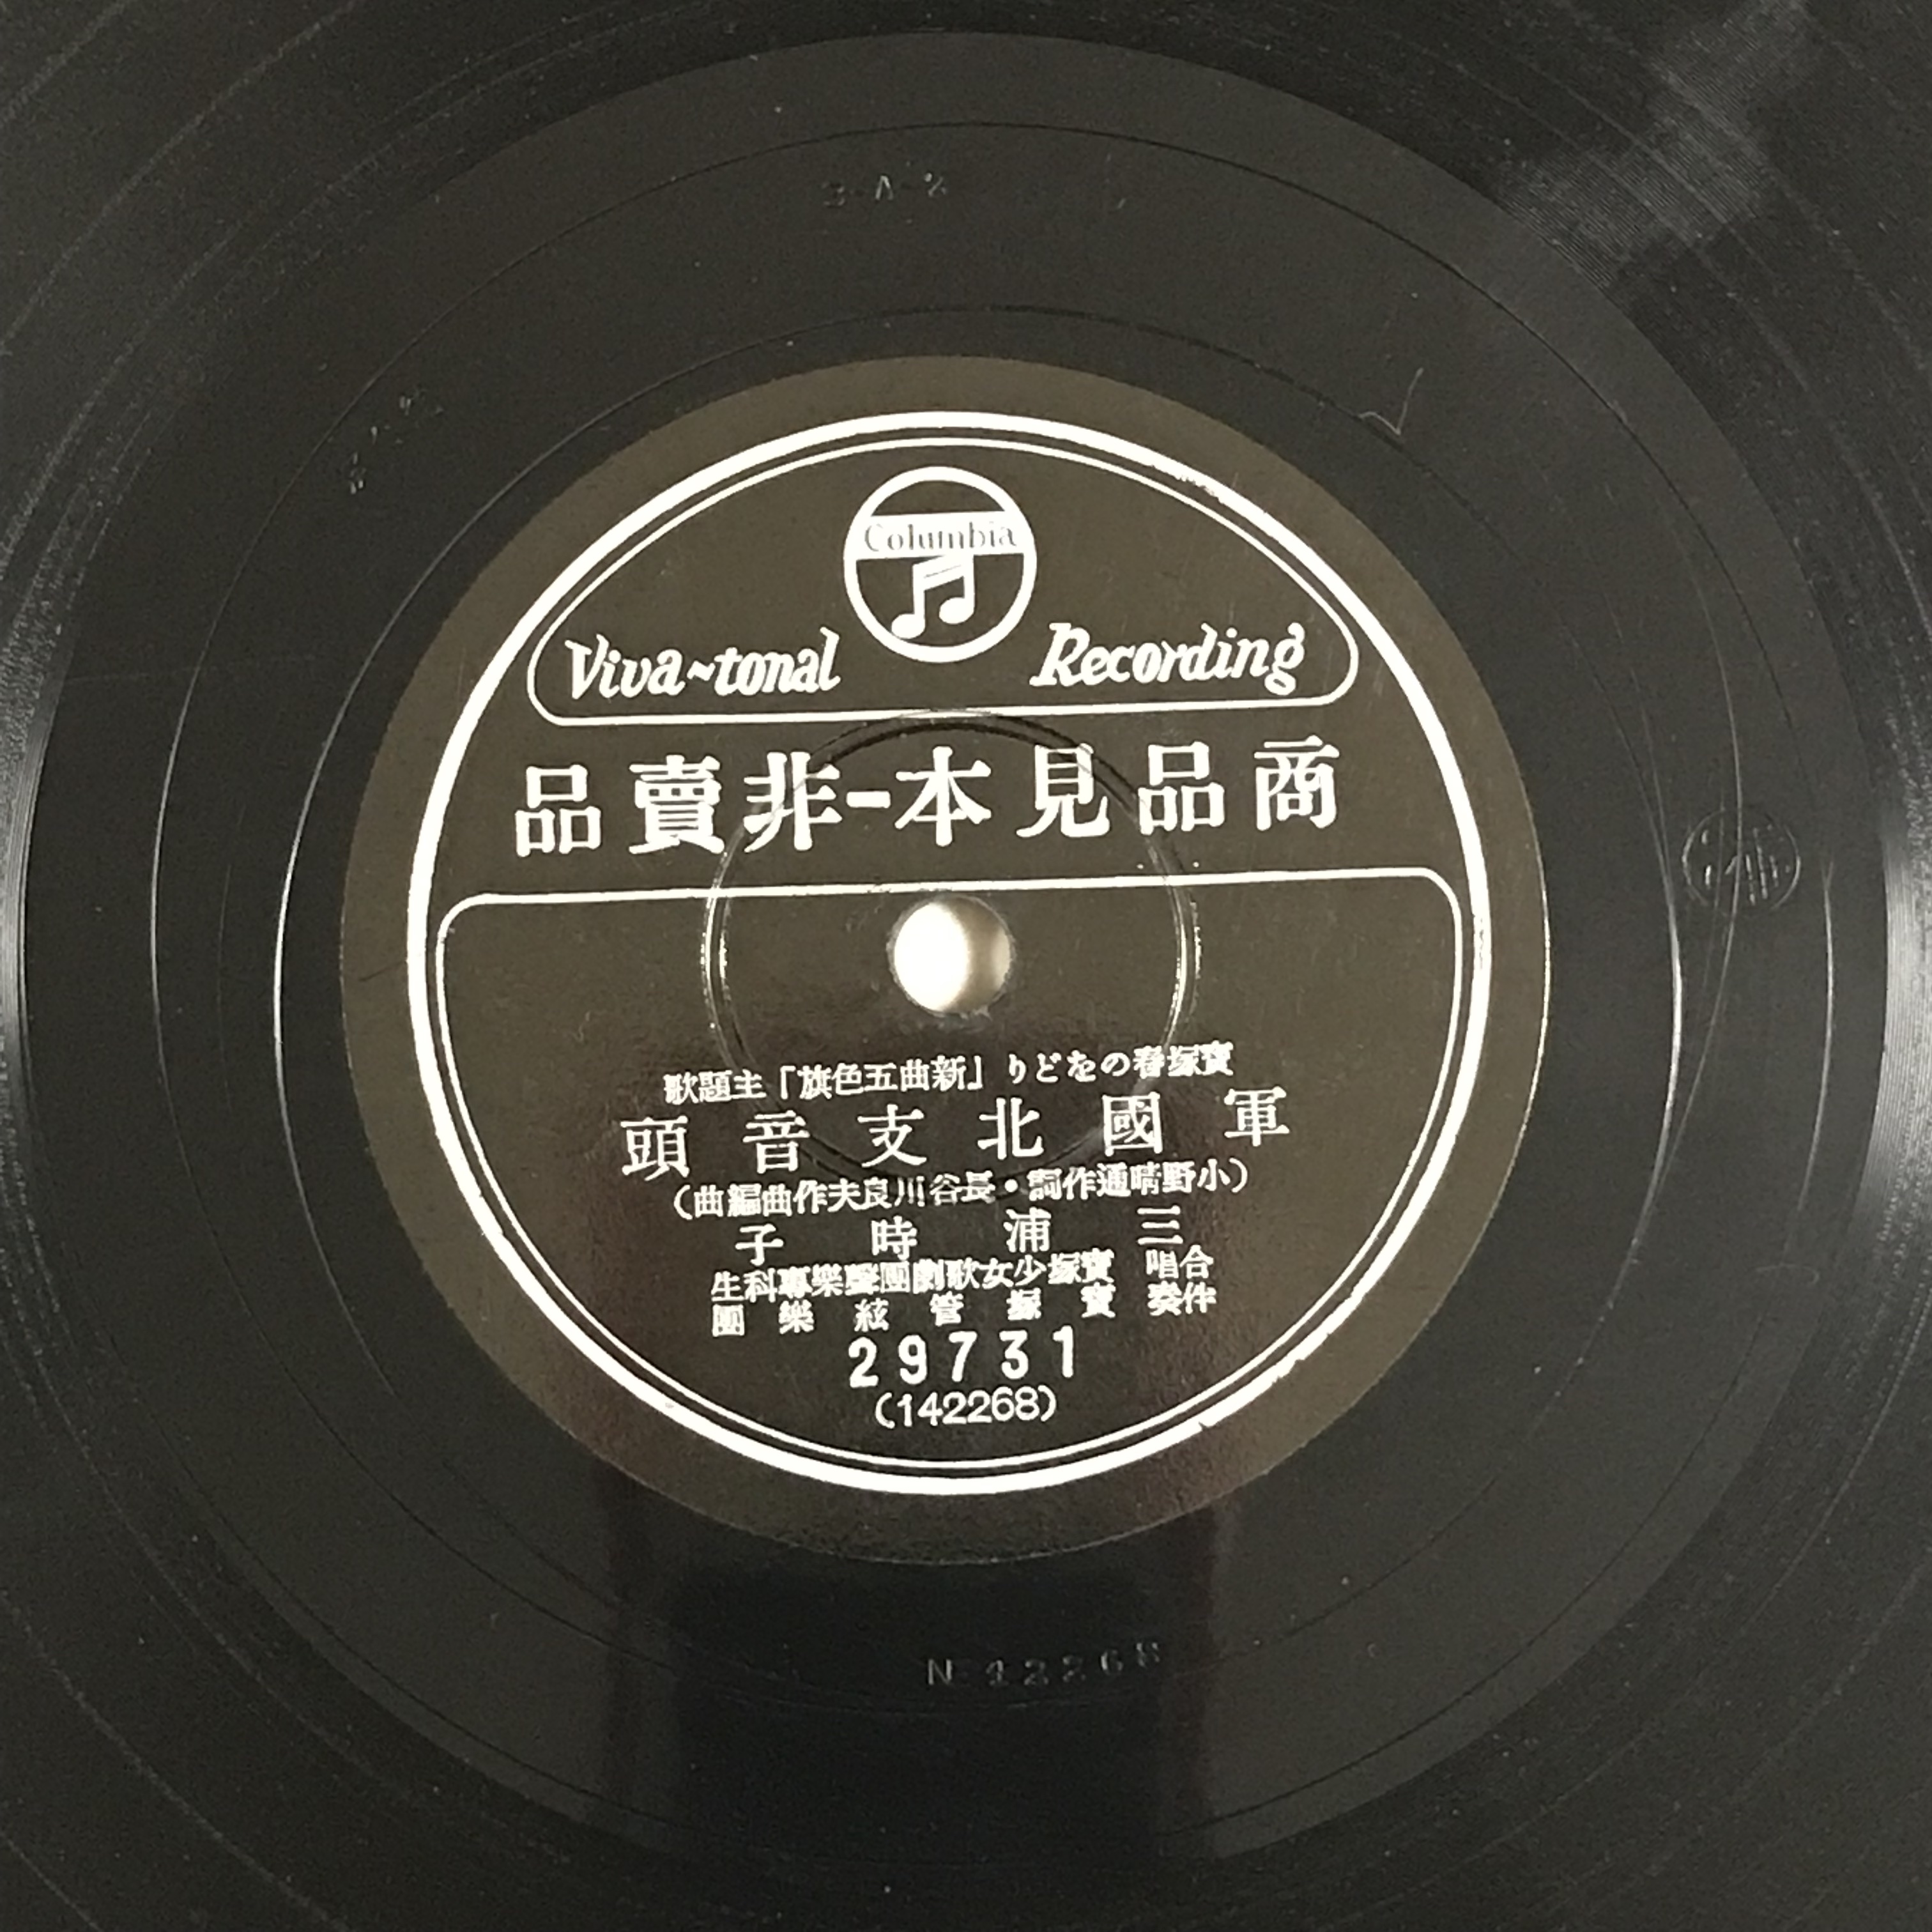 Columbia
Viva-tonal Recording
商品見本-非賣品
寶塚春のをどり「新曲五色旗」主題歌
軍國北支音頭
(小野晴通作詞・長谷川良夫作曲編曲)
三浦時子
合唱 寶塚少女歌劇團聲樂專科生
伴奏 寶塚管絃樂團
29731
(142268)